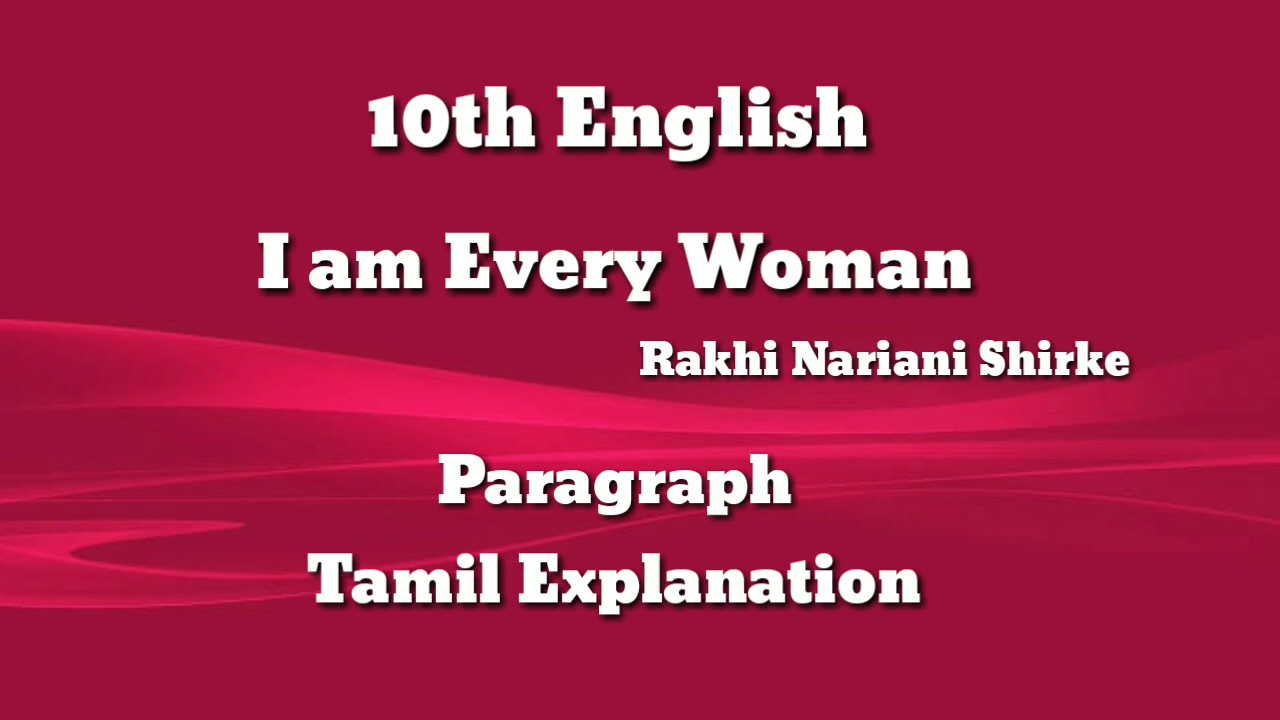 10th English
I am Every Woman
Rakhi Nariani Shirke
Paragraph
Tamil Explanation